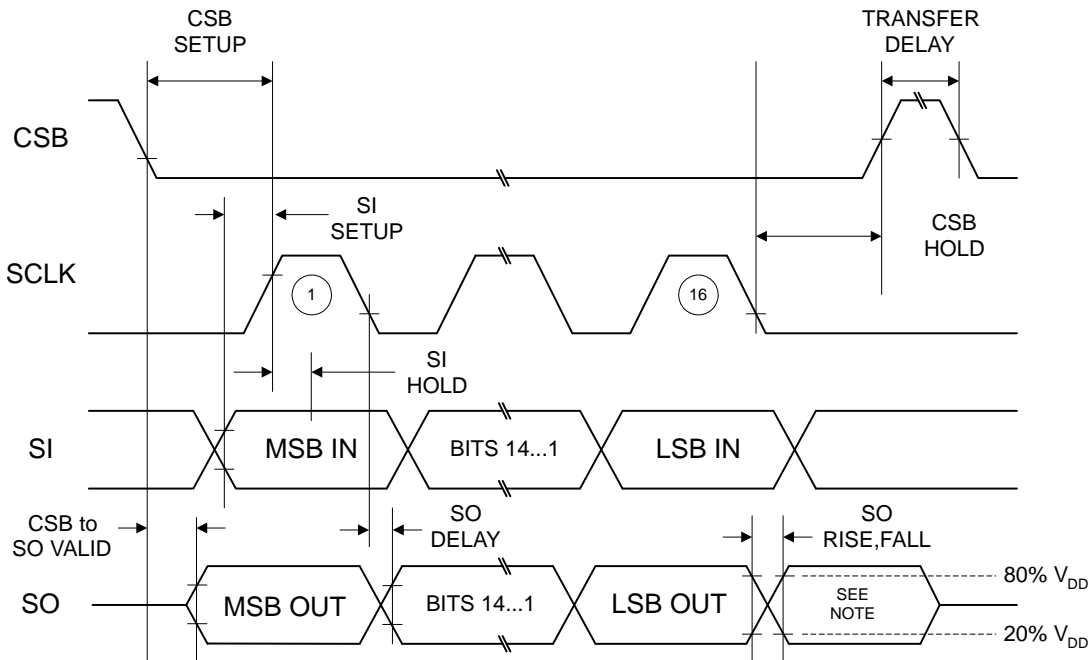 CSB
SETUP
TRANSFER
DELAY
CSB
SI
SETUP
CSB
HOLD
SCLK
1
16
SI
HOLD
SI
MSB IN
BITS 14...1
LSB IN
CSB to
SO VALID
SO
DELAY
SO
RISE,FALL
SO
MSB OUT
BITS 14...1
LSB OUT
SEE
NOTE
80% VDD
20% VDD